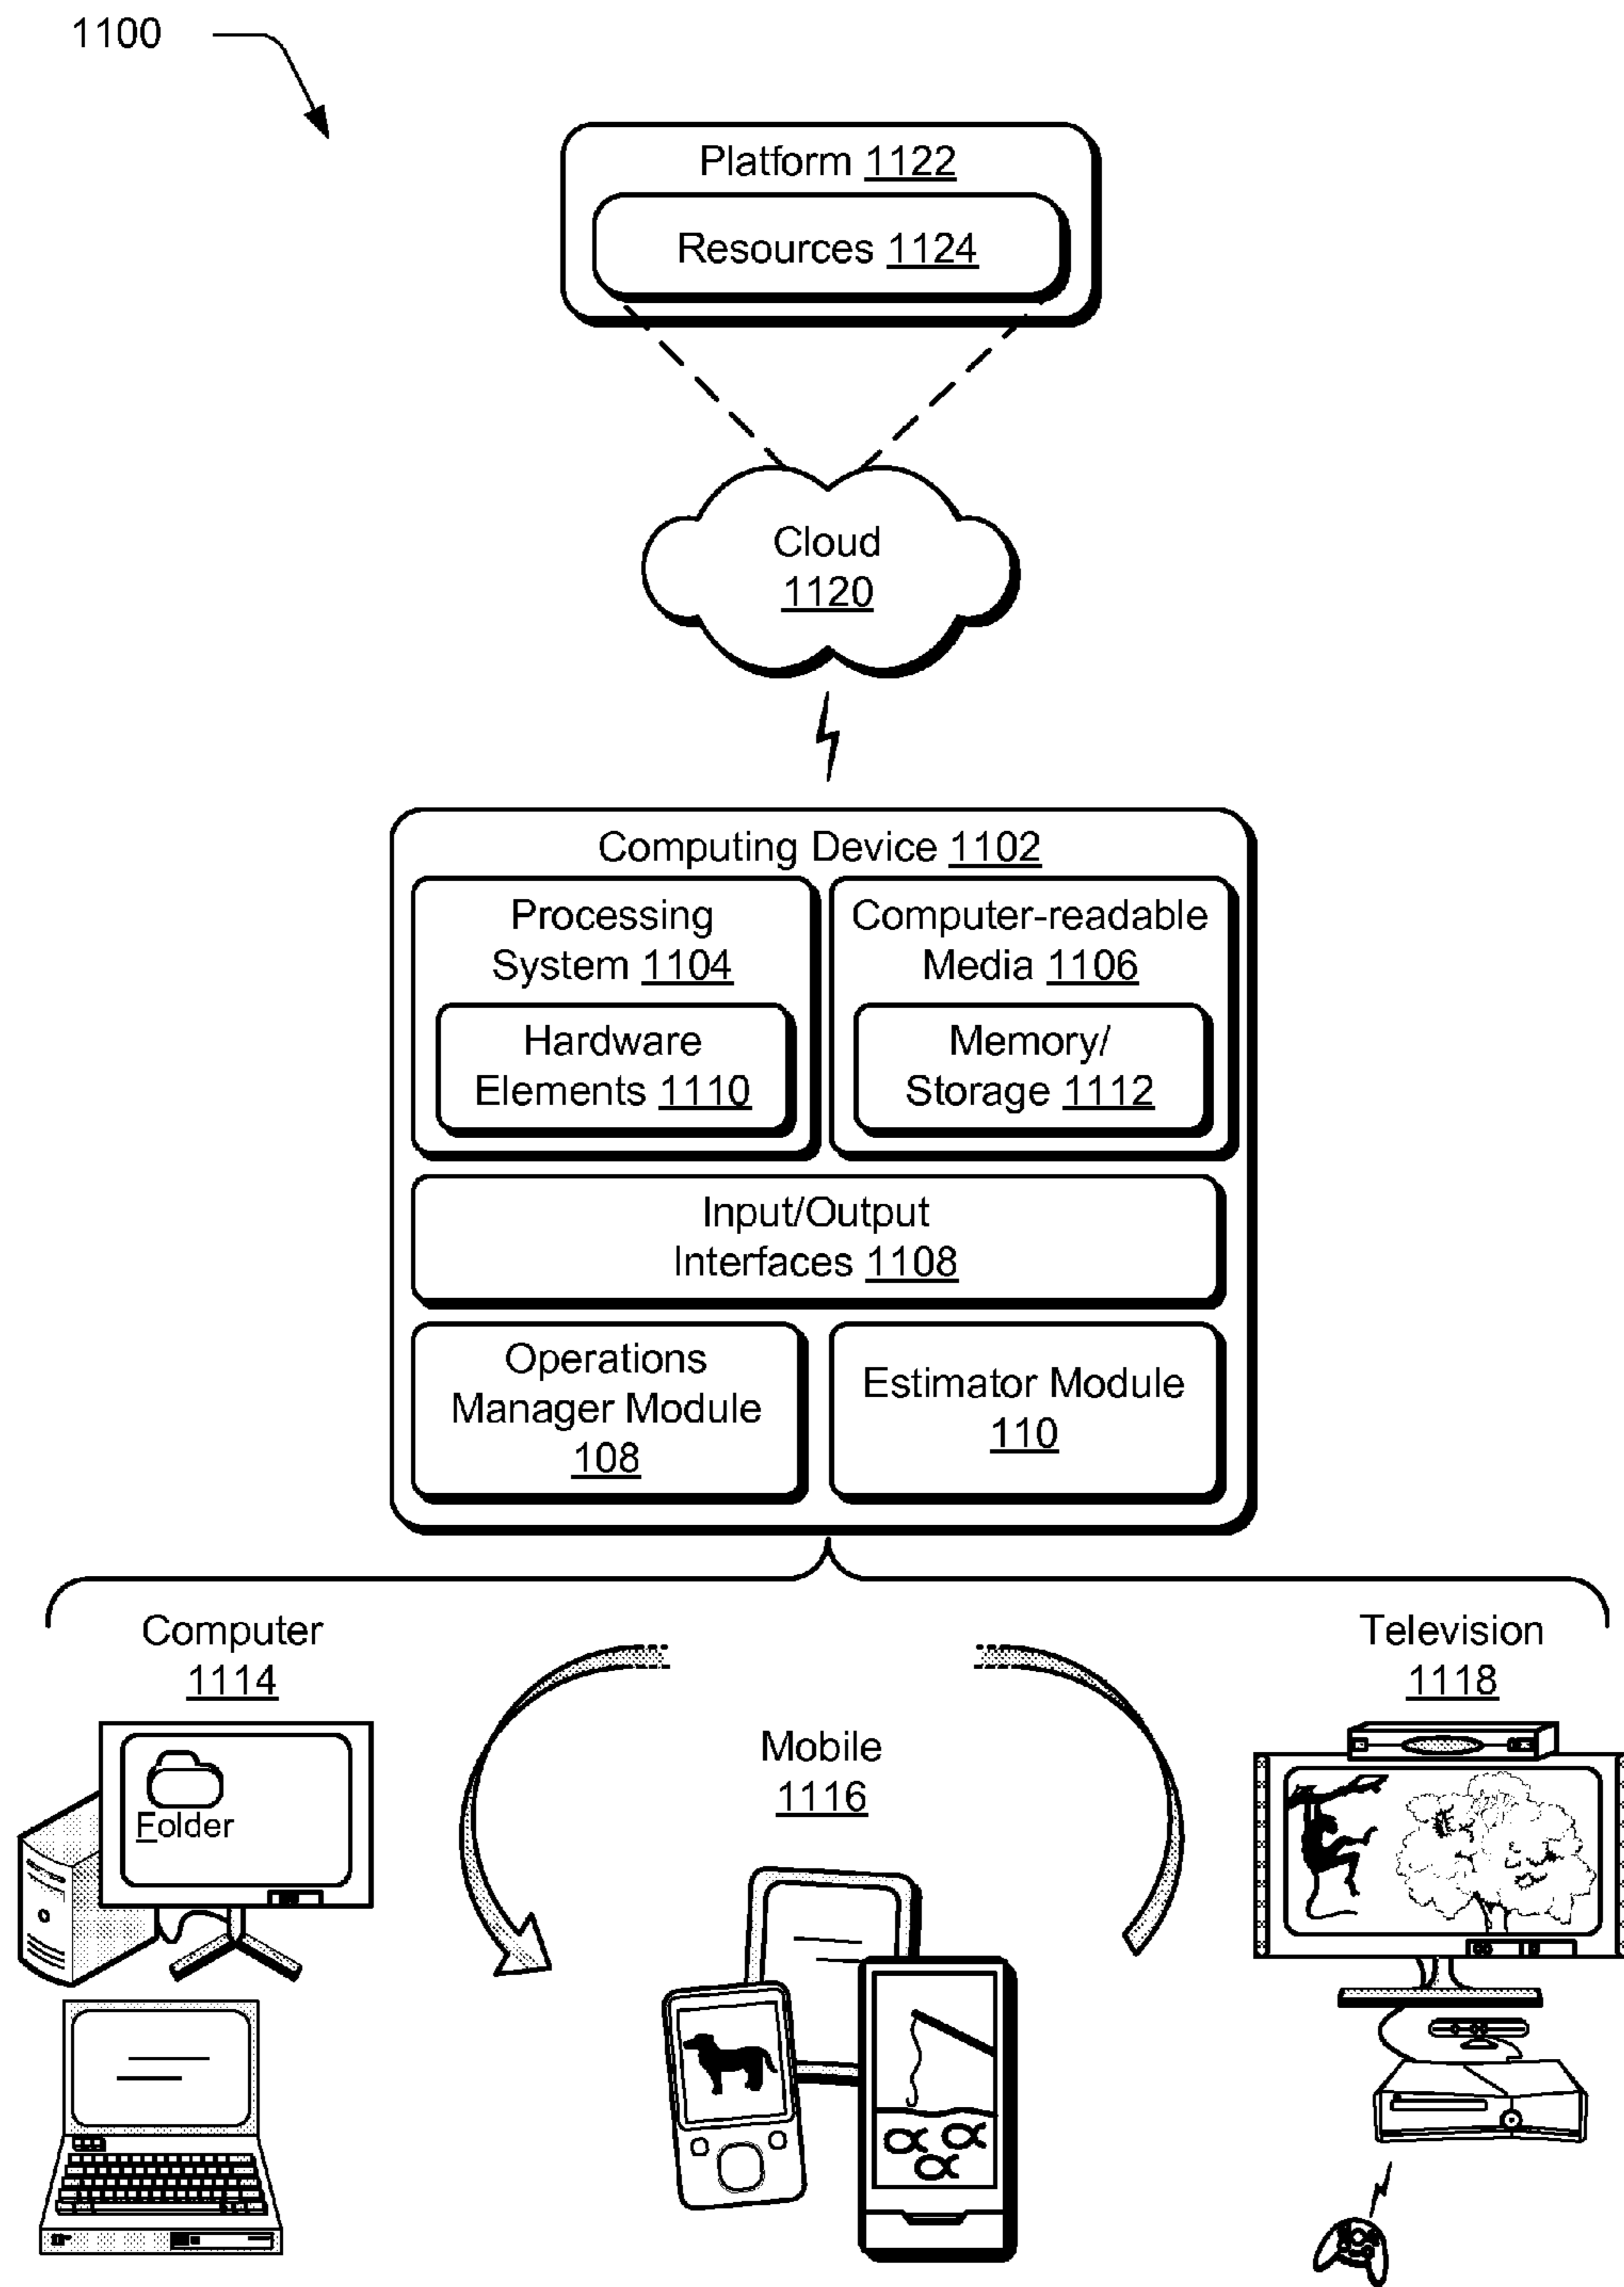 1100
Platform 1122
Resources 1124
Cloud
1120
Computing Device 1102
Processing
System 1104
Hardware
Elements 1110
Computer-readable
Media 1106
Memory/
Storage 1112
Input/Output
Interfaces 1108
Operations
Manager Module
108
Estimator Module
110
Computer
1114
Folder
Mobile
1116
Television
1118